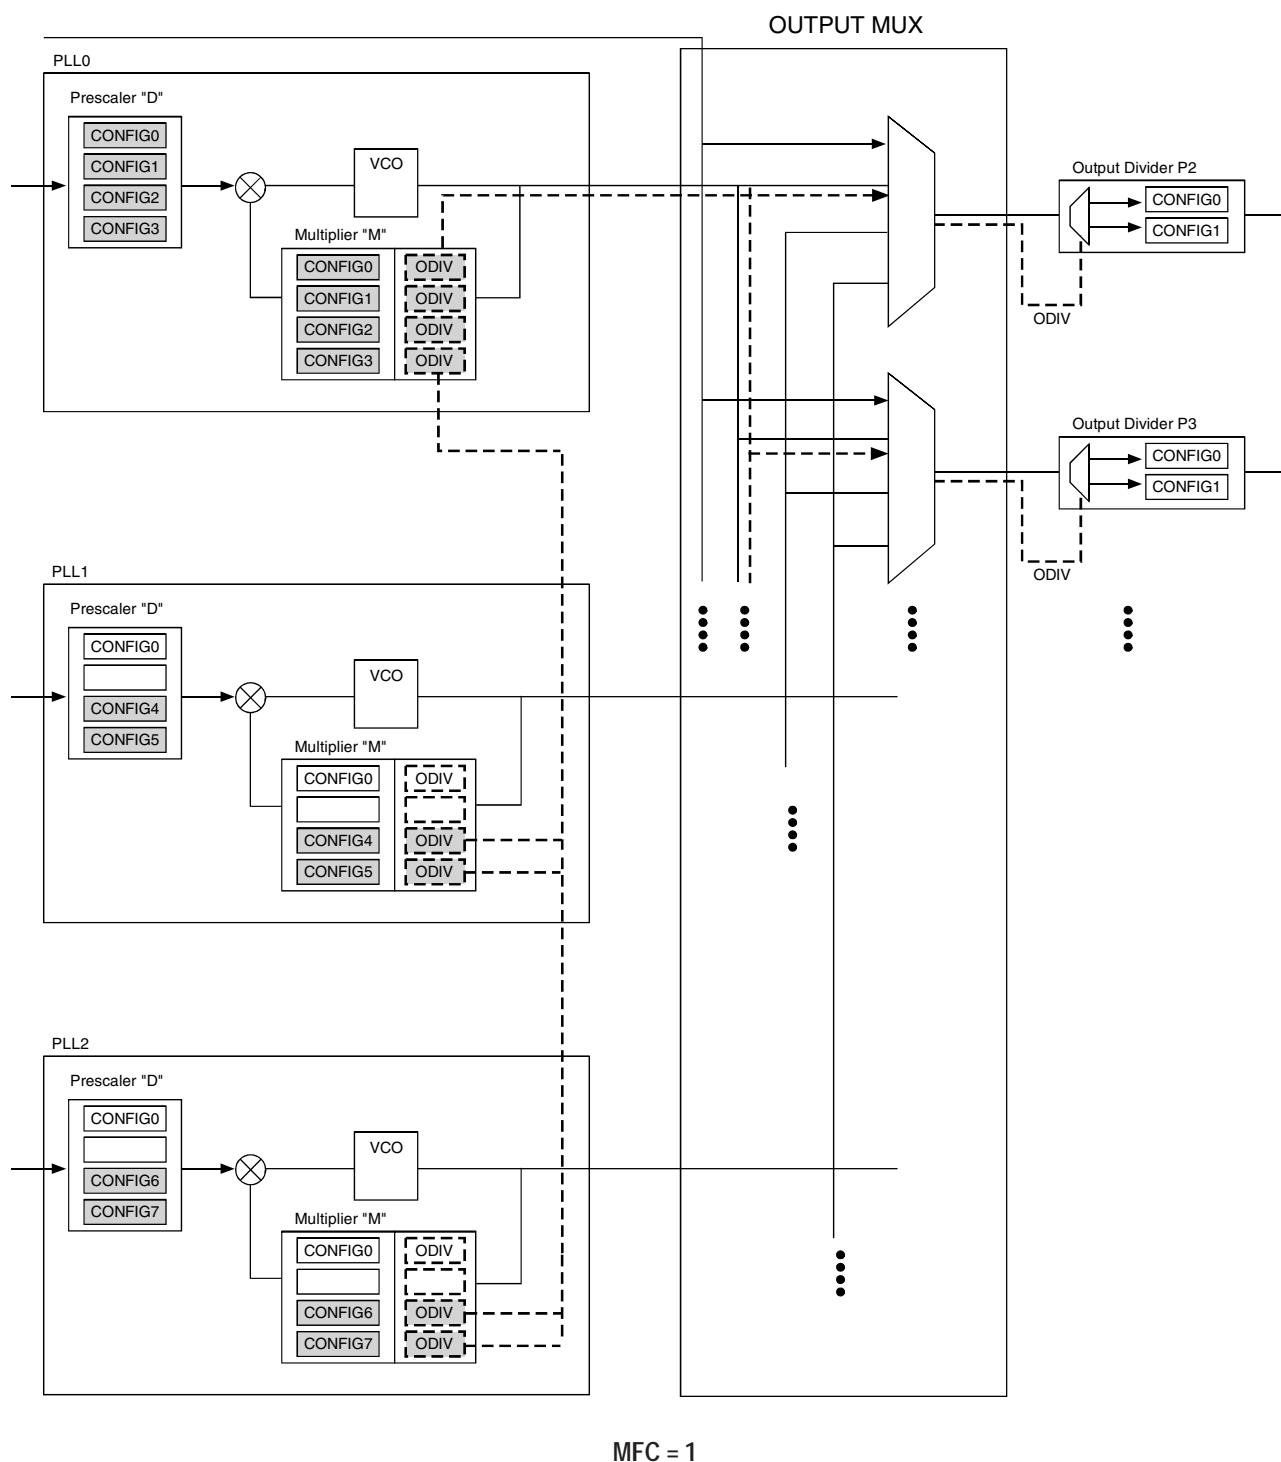 OUTPUT MUX
PLL0
Prescaler "D"
CONFIG0
CONFIG1
CONFIG2
CONFIG3
VCO
Multiplier "M"
CONFIG0 ODIV
CONFIG1 ODIV
CONFIG2 ODIV
CONFIG3 ODIV
Output Divider P2
CONFIG0
CONFIG1
ODIV
Output Divider P3
CONFIG0
CONFIG1
ODIV
PLL1
Prescaler "D"
CONFIG0
CONFIG4
CONFIG5
VCO
Multiplier "M"
CONFIG0 ODIV
CONFIG4 ODIV
CONFIG5 ODIV
PLL2
Prescaler "D"
CONFIG0
CONFIG6
CONFIG7
VCO
Multiplier "M"
CONFIG0 ODIV
CONFIG6 ODIV
CONFIG7 ODIV
MFC = 1